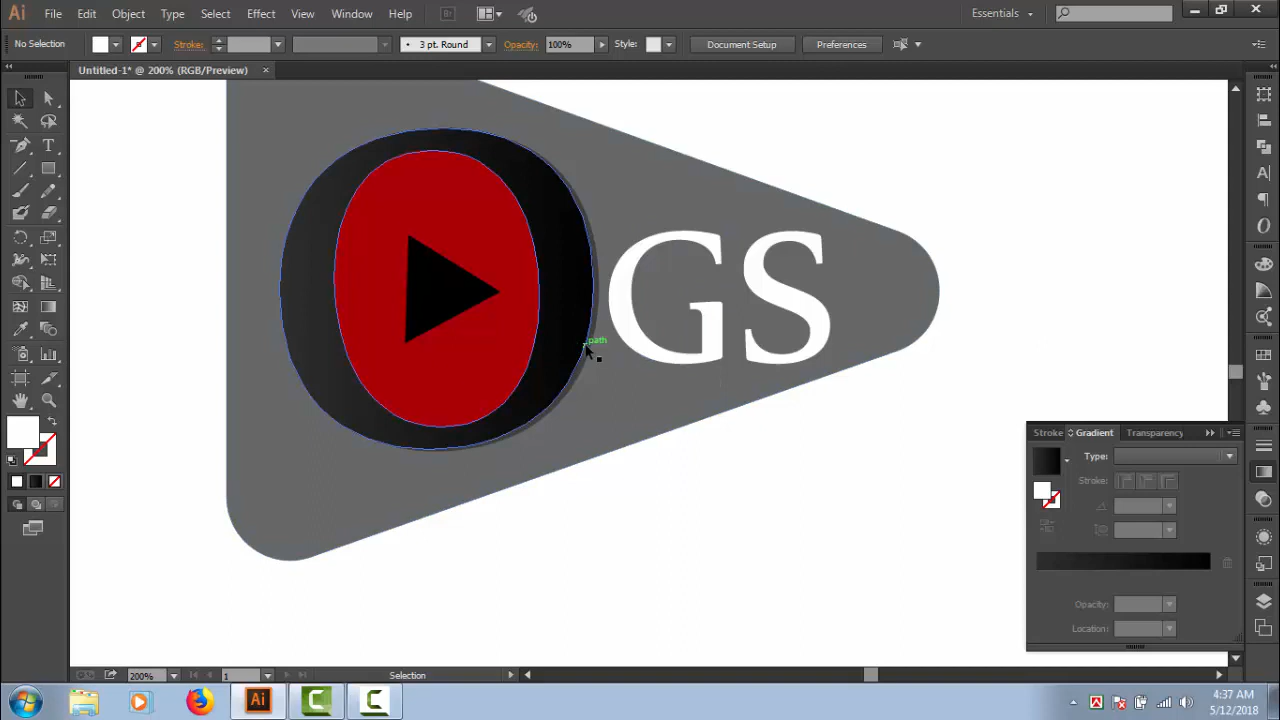 Ai File Edit Object Type Select Effect View Window Help Br Essentials
No Selection Stroke: 3 pt. Round Opacity: 100% Style: Document Setup Preferences
Untitled-1* @ 200% (RGB/Preview) ×
GS
path
Stroke Gradient Transparency
Type:
Stroke:
Opacity:
Location:
200% 1 Selection
Ai
4:37 AM
5/12/2018